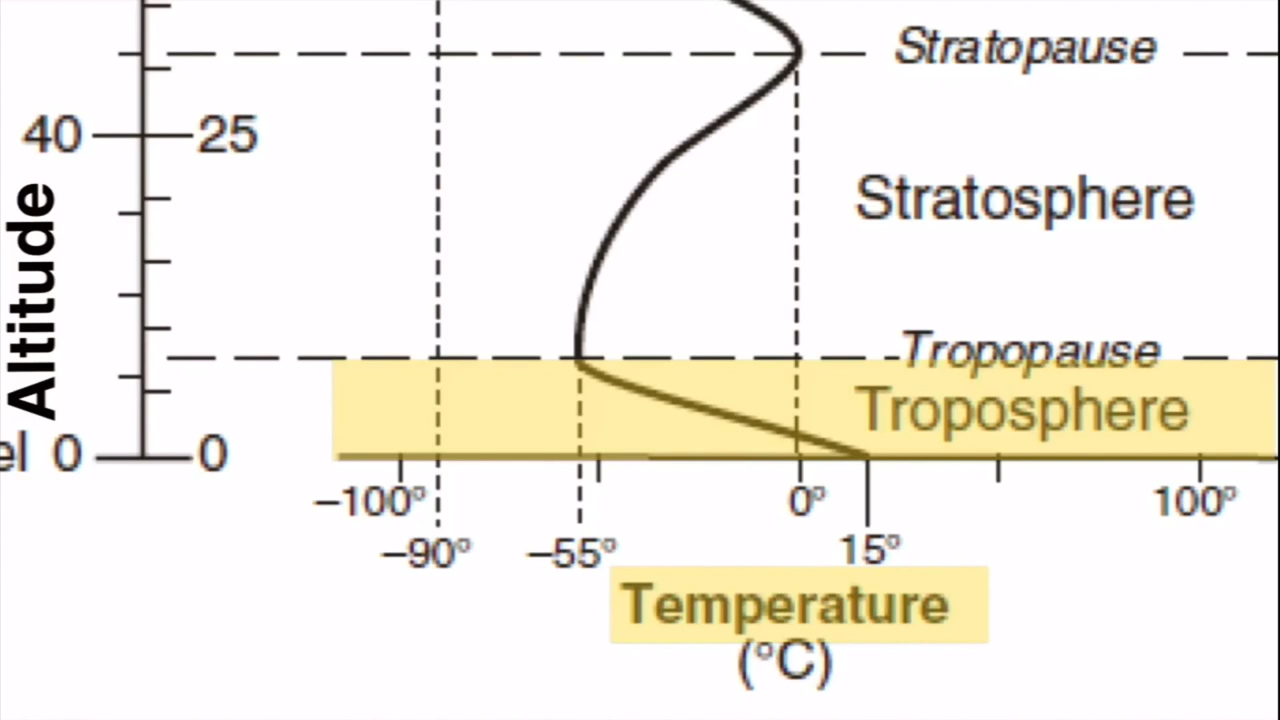 Stratopause
40 25
Stratosphere
Altitude
Tropopause
Troposphere
el 0 0
–100° 0° 100°
–90° –55° 15°
Temperature
(°C)